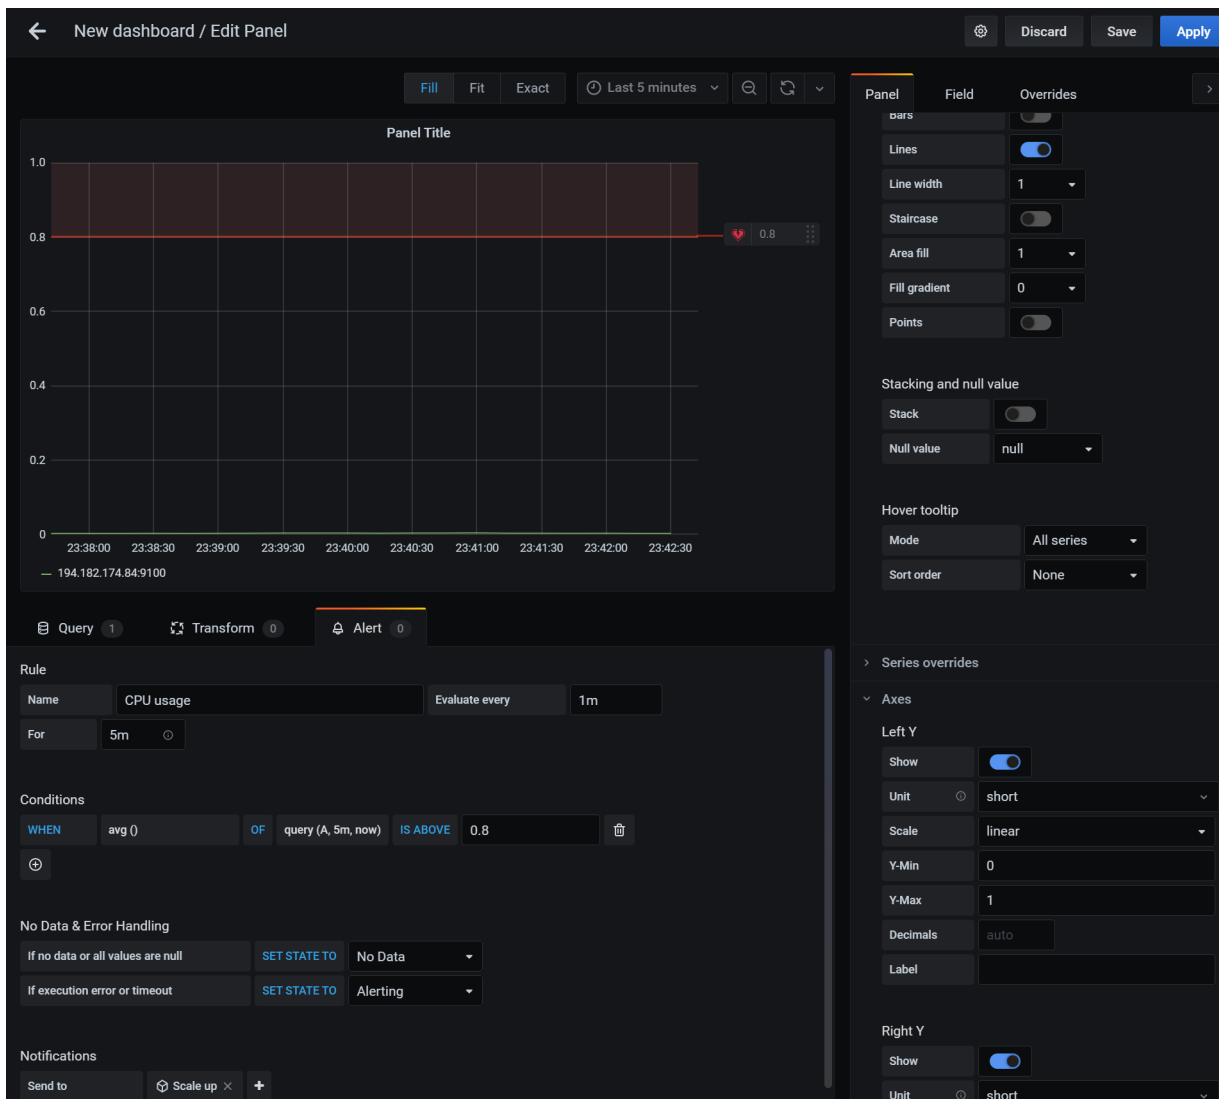 New dashboard / Edit Panel
Discard
Save
Apply
Fill
Fit
Exact
Last 5 minutes
Panel
Field
Overrides
Panel Title
1.0
0.8
0.6
0.4
0.2
0
0.8
23:38:00 23:38:30 23:39:00 23:39:30 23:40:00 23:40:30 23:41:00 23:41:30 23:42:00 23:42:30
194.182.174.84:9100
Query 1
Transform 0
Alert 0
Rule
Name CPU usage Evaluate every 1m
For 5m
Conditions
WHEN avg () OF query (A, 5m, now) IS ABOVE 0.8
No Data & Error Handling
If no data or all values are null SET STATE TO No Data
If execution error or timeout SET STATE TO Alerting
Notifications
Send to Scale up
Bars
Lines
Line width 1
Staircase
Area fill 1
Fill gradient 0
Points
Stacking and null value
Stack
Null value null
Hover tooltip
Mode All series
Sort order None
Series overrides
Axes
Left Y
Show
Unit short
Scale linear
Y-Min 0
Y-Max 1
Decimals auto
Label
Right Y
Show
Unit short